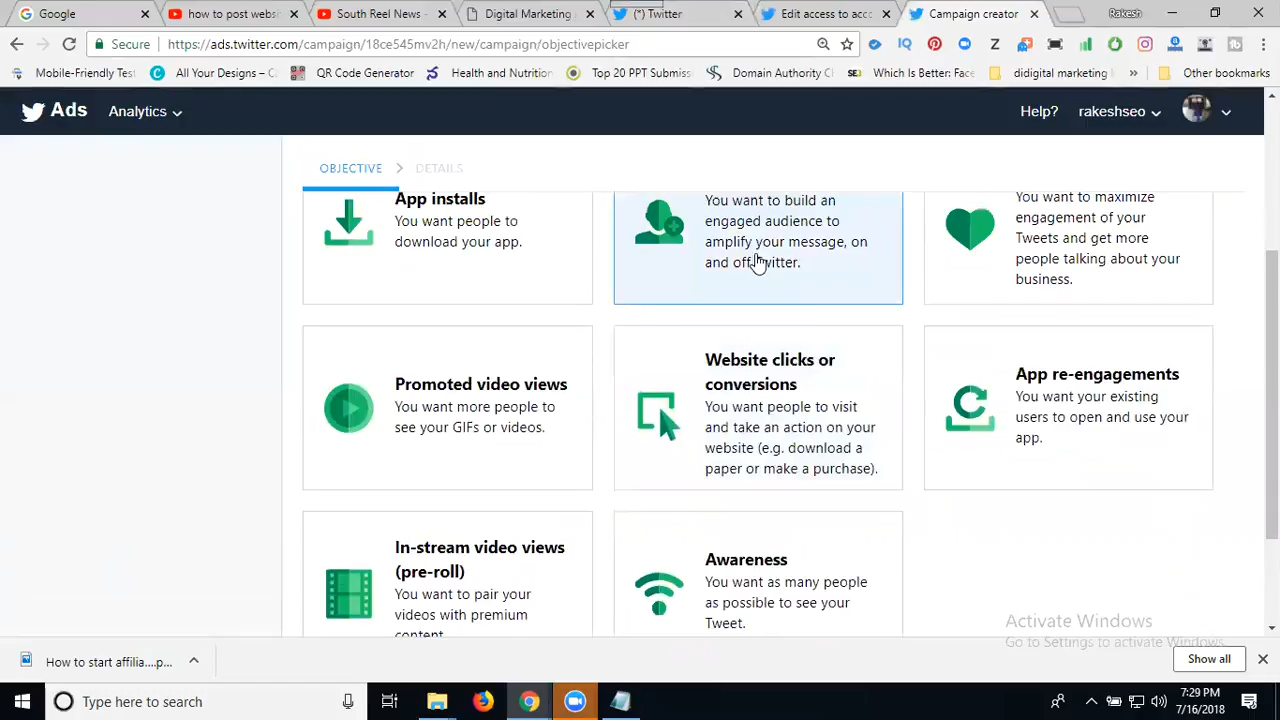 Google
how to post websi
South Reel News -
Digital Marketing
(*) Twitter
Edit access to acc
Campaign creator
Rakesh
Secure
https://ads.twitter.com/campaign/18ce545mv2h/new/campaign/objectivepicker
Mobile-Friendly Test
All Your Designs – C
QR Code Generator
Health and Nutrition
Top 20 PPT Submiss
Domain Authority C
SEJ
Which Is Better: Face
didigital marketing
»
Other bookmarks
Ads
Analytics
Help?
rakeshseo
OBJECTIVE
DETAILS
App installs
You want people to
download your app.
You want to build an
engaged audience to
amplify your message, on
and off Twitter.
You want to maximize
engagement of your
Tweets and get more
people talking about your
business.
Promoted video views
You want more people to
see your GIFs or videos.
Website clicks or
conversions
You want people to visit
and take an action on your
website (e.g. download a
paper or make a purchase).
App re-engagements
You want your existing
users to open and use your
app.
In-stream video views
(pre-roll)
You want to pair your
videos with premium
content.
Awareness
You want as many people
as possible to see your
Tweet.
Activate Windows
Go to Settings to activate Windows.
How to start affilia....p...
Show all
Type here to search
7:29 PM
7/16/2018